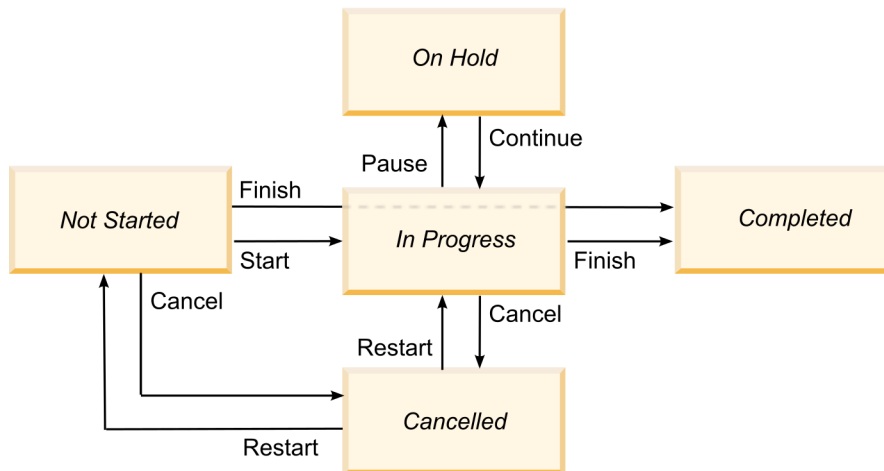 On Hold
Continue
Pause
Not Started
Finish
In Progress
Completed
Start
Finish
Cancel
Cancel
Restart
Cancelled
Restart